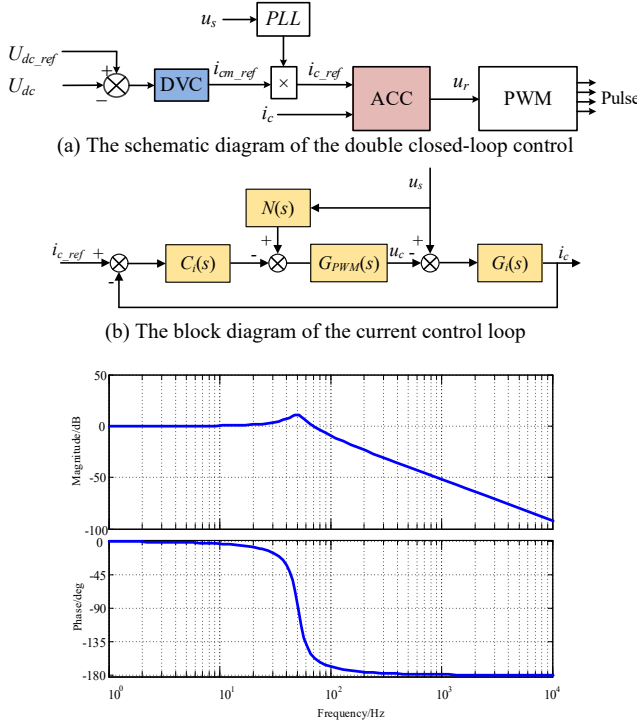 u_s
PLL
U_dc_ref
+
U_dc
−
DVC
i_cm_ref
×
i_c_ref
i_c
ACC
u_r
PWM
Pulse
(a) The schematic diagram of the double closed-loop control
u_s
N(s)
i_c_ref
+
-
C_i(s)
+
-
G_PWM(s)
u_c
+
-
G_i(s)
i_c
(b) The block diagram of the current control loop
Magnitude/dB
50
0
-50
-100
Phase/deg
0
-45
-90
-135
-180
10^0 10^1 10^2 10^3 10^4
Frequency/Hz